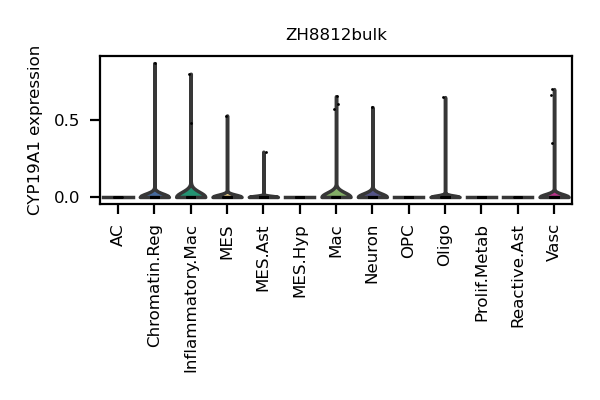 ZH8812bulk
CYP19A1 expression
0.5
0.0
AC
Chromatin.Reg
Inflammatory.Mac
MES
MES.Ast
MES.Hyp
Mac
Neuron
OPC
Oligo
Prolif.Metab
Reactive.Ast
Vasc